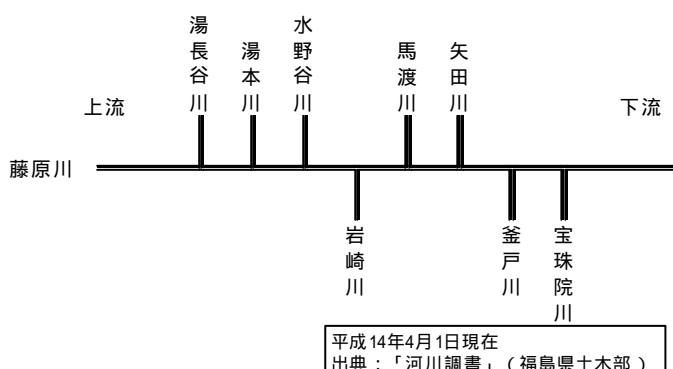 湯長谷川
湯本川
水野谷川
馬渡川
矢田川
上流
下流
藤原川
岩崎川
釜戸川
宝珠院川
平成14年4月1日現在
出典：「河川調書」（福島県土木部）